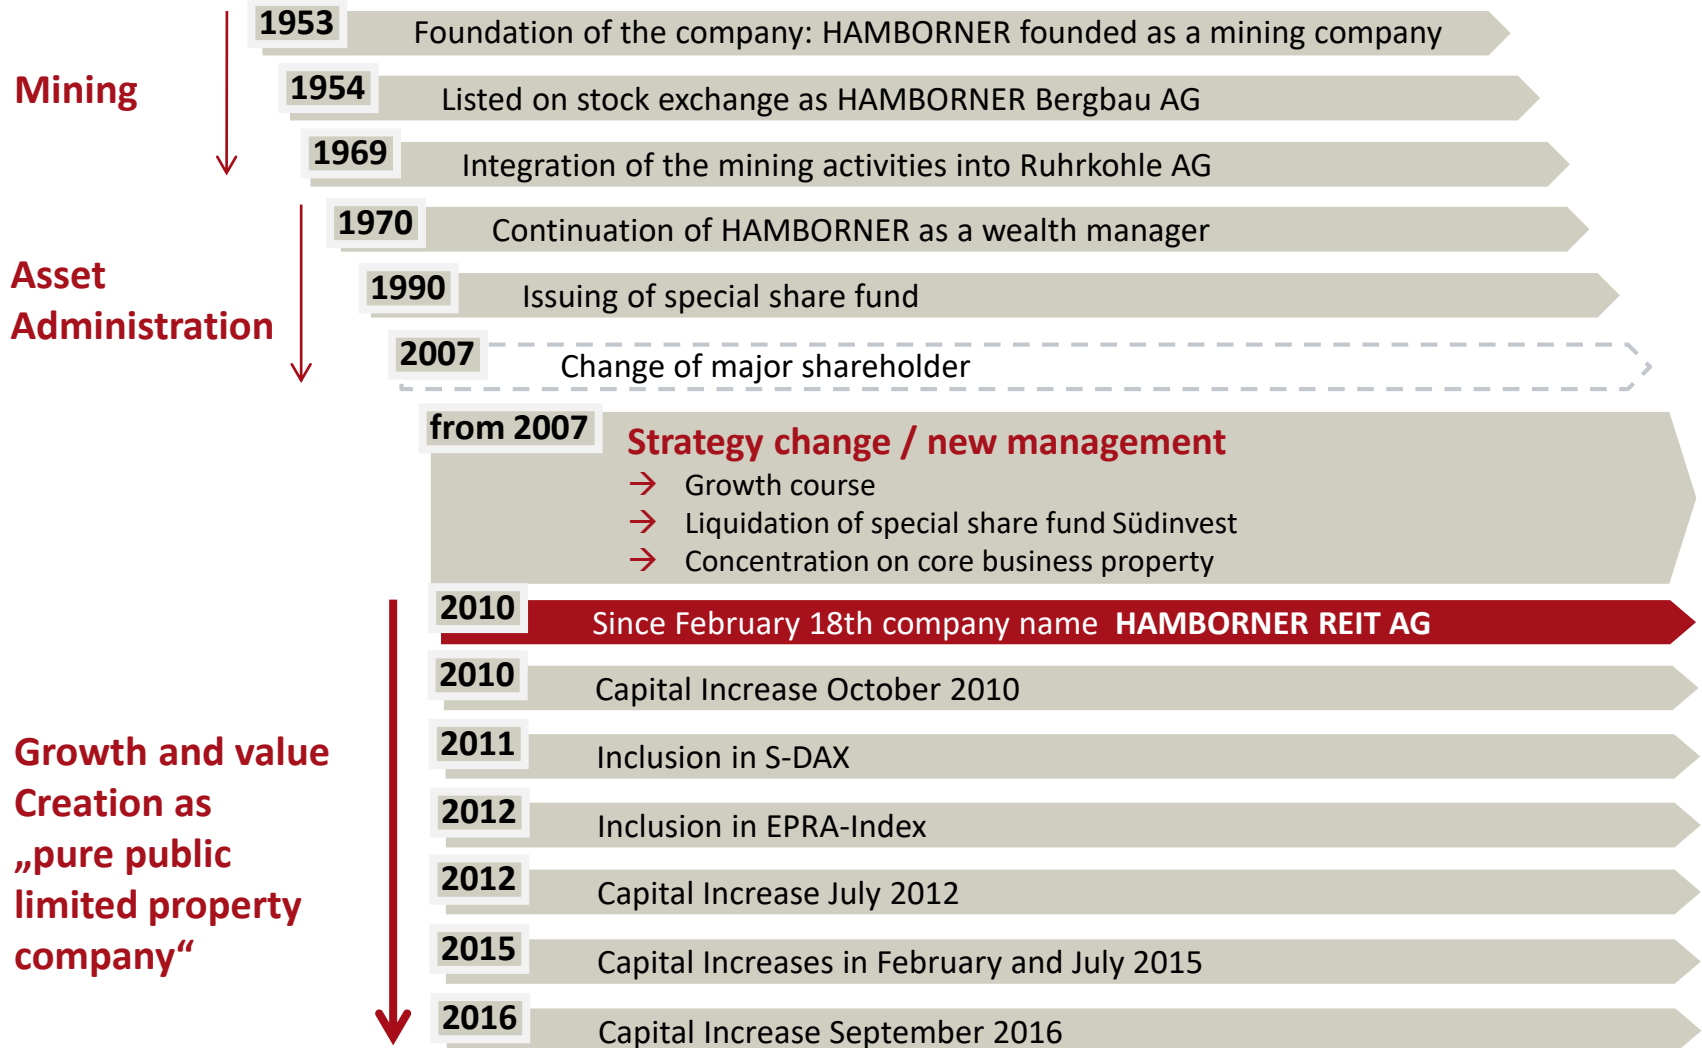 1953
Foundation of the company: HAMBORNER founded as a mining company
Mining
1954
Listed on stock exchange as HAMBORNER Bergbau AG
1969
Integration of the mining activities into Ruhrkohle AG
1970
Continuation of HAMBORNER as a wealth manager
Asset
Administration
1990
Issuing of special share fund
2007
Change of major shareholder
from 2007
Strategy change / new management
→ Growth course
→ Liquidation of special share fund Südinvest
→ Concentration on core business property
2010
Since February 18th company name HAMBORNER REIT AG
2010
Capital Increase October 2010
Growth and value
Creation as
„pure public
limited property
company“
2011
Inclusion in S-DAX
2012
Inclusion in EPRA-Index
2012
Capital Increase July 2012
2015
Capital Increases in February and July 2015
2016
Capital Increase September 2016